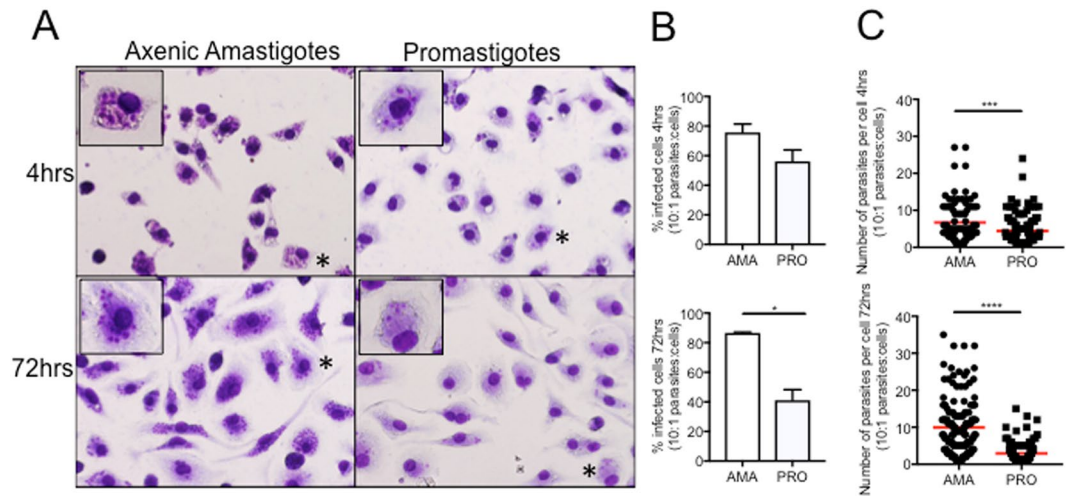 A
B
C
Axenic Amastigotes
Promastigotes
4hrs
72hrs
*
*
*
*
% infected cells 4hrs
(10:1 parasites:cells)
100
80
60
40
20
0
AMA
PRO
Number of parasites per cell 4hrs
(10:1 parasites:cells)
40
30
20
10
0
***
AMA
PRO
% infected cells 72hrs
(10:1 parasites:cells)
100
80
60
40
20
0
*
AMA
PRO
Number of parasites per cell 72hrs
(10:1 parasites:cells)
40
30
20
10
0
****
AMA
PRO